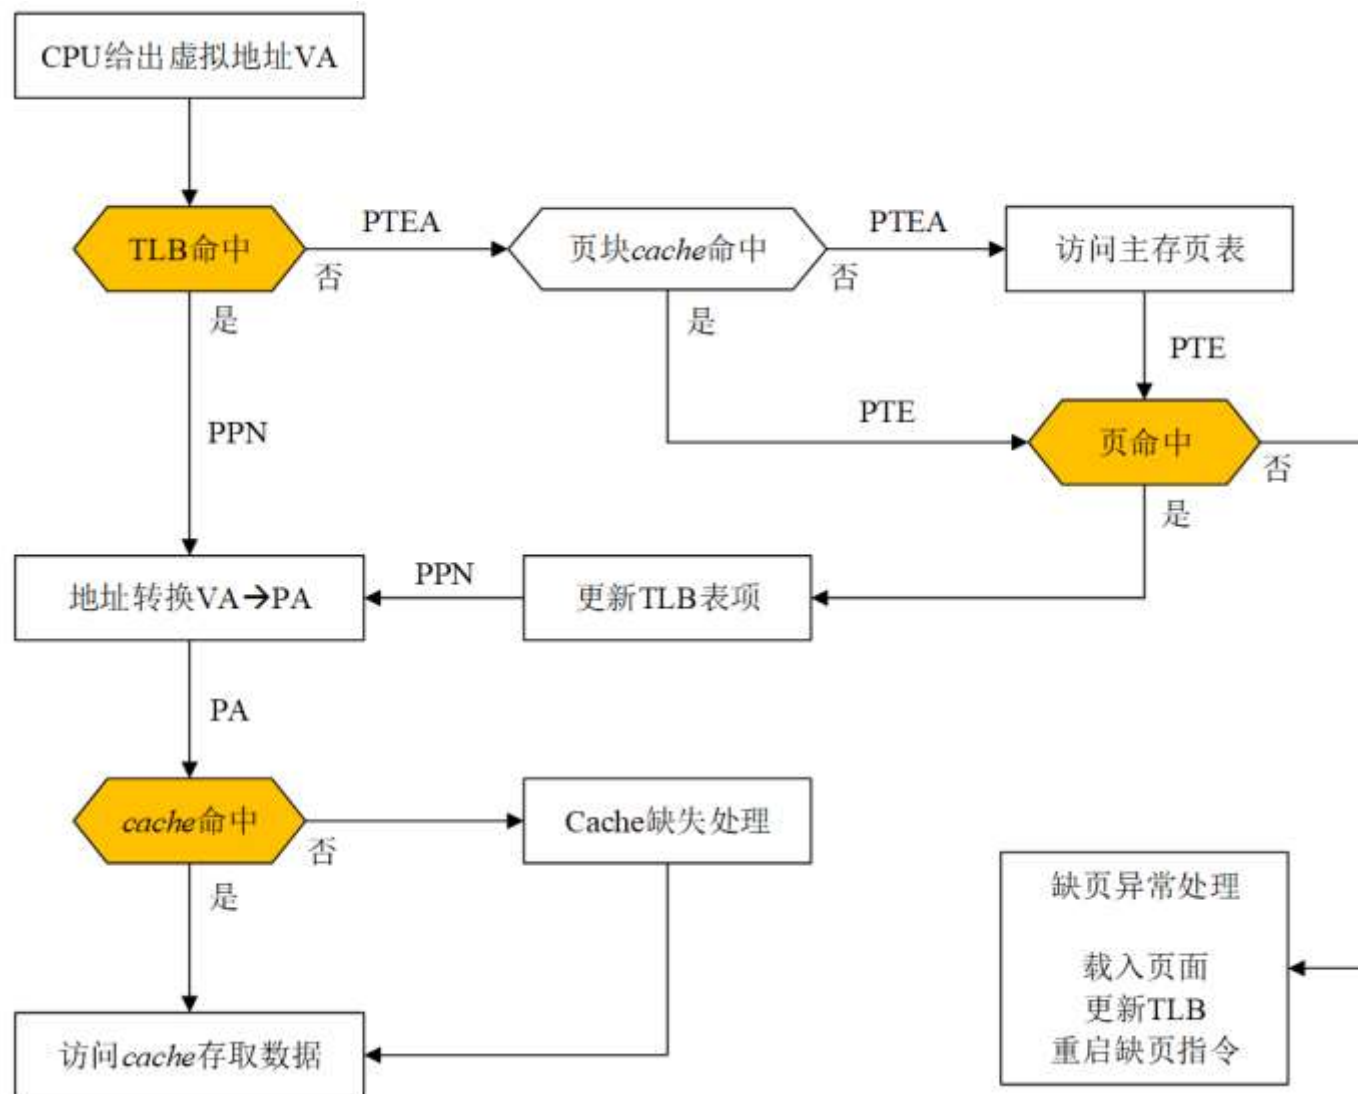 CPU给出虚拟地址VA
TLB命中
PTEA
否
页块cache命中
PTEA
否
访问主存页表
是
是
PTE
PPN
PTE
页命中
否
是
地址转换VA→PA
PPN
更新TLB表项
PA
cache命中
否
Cache缺失处理
是
缺页异常处理
载入页面
更新TLB
重启缺页指令
访问cache存取数据